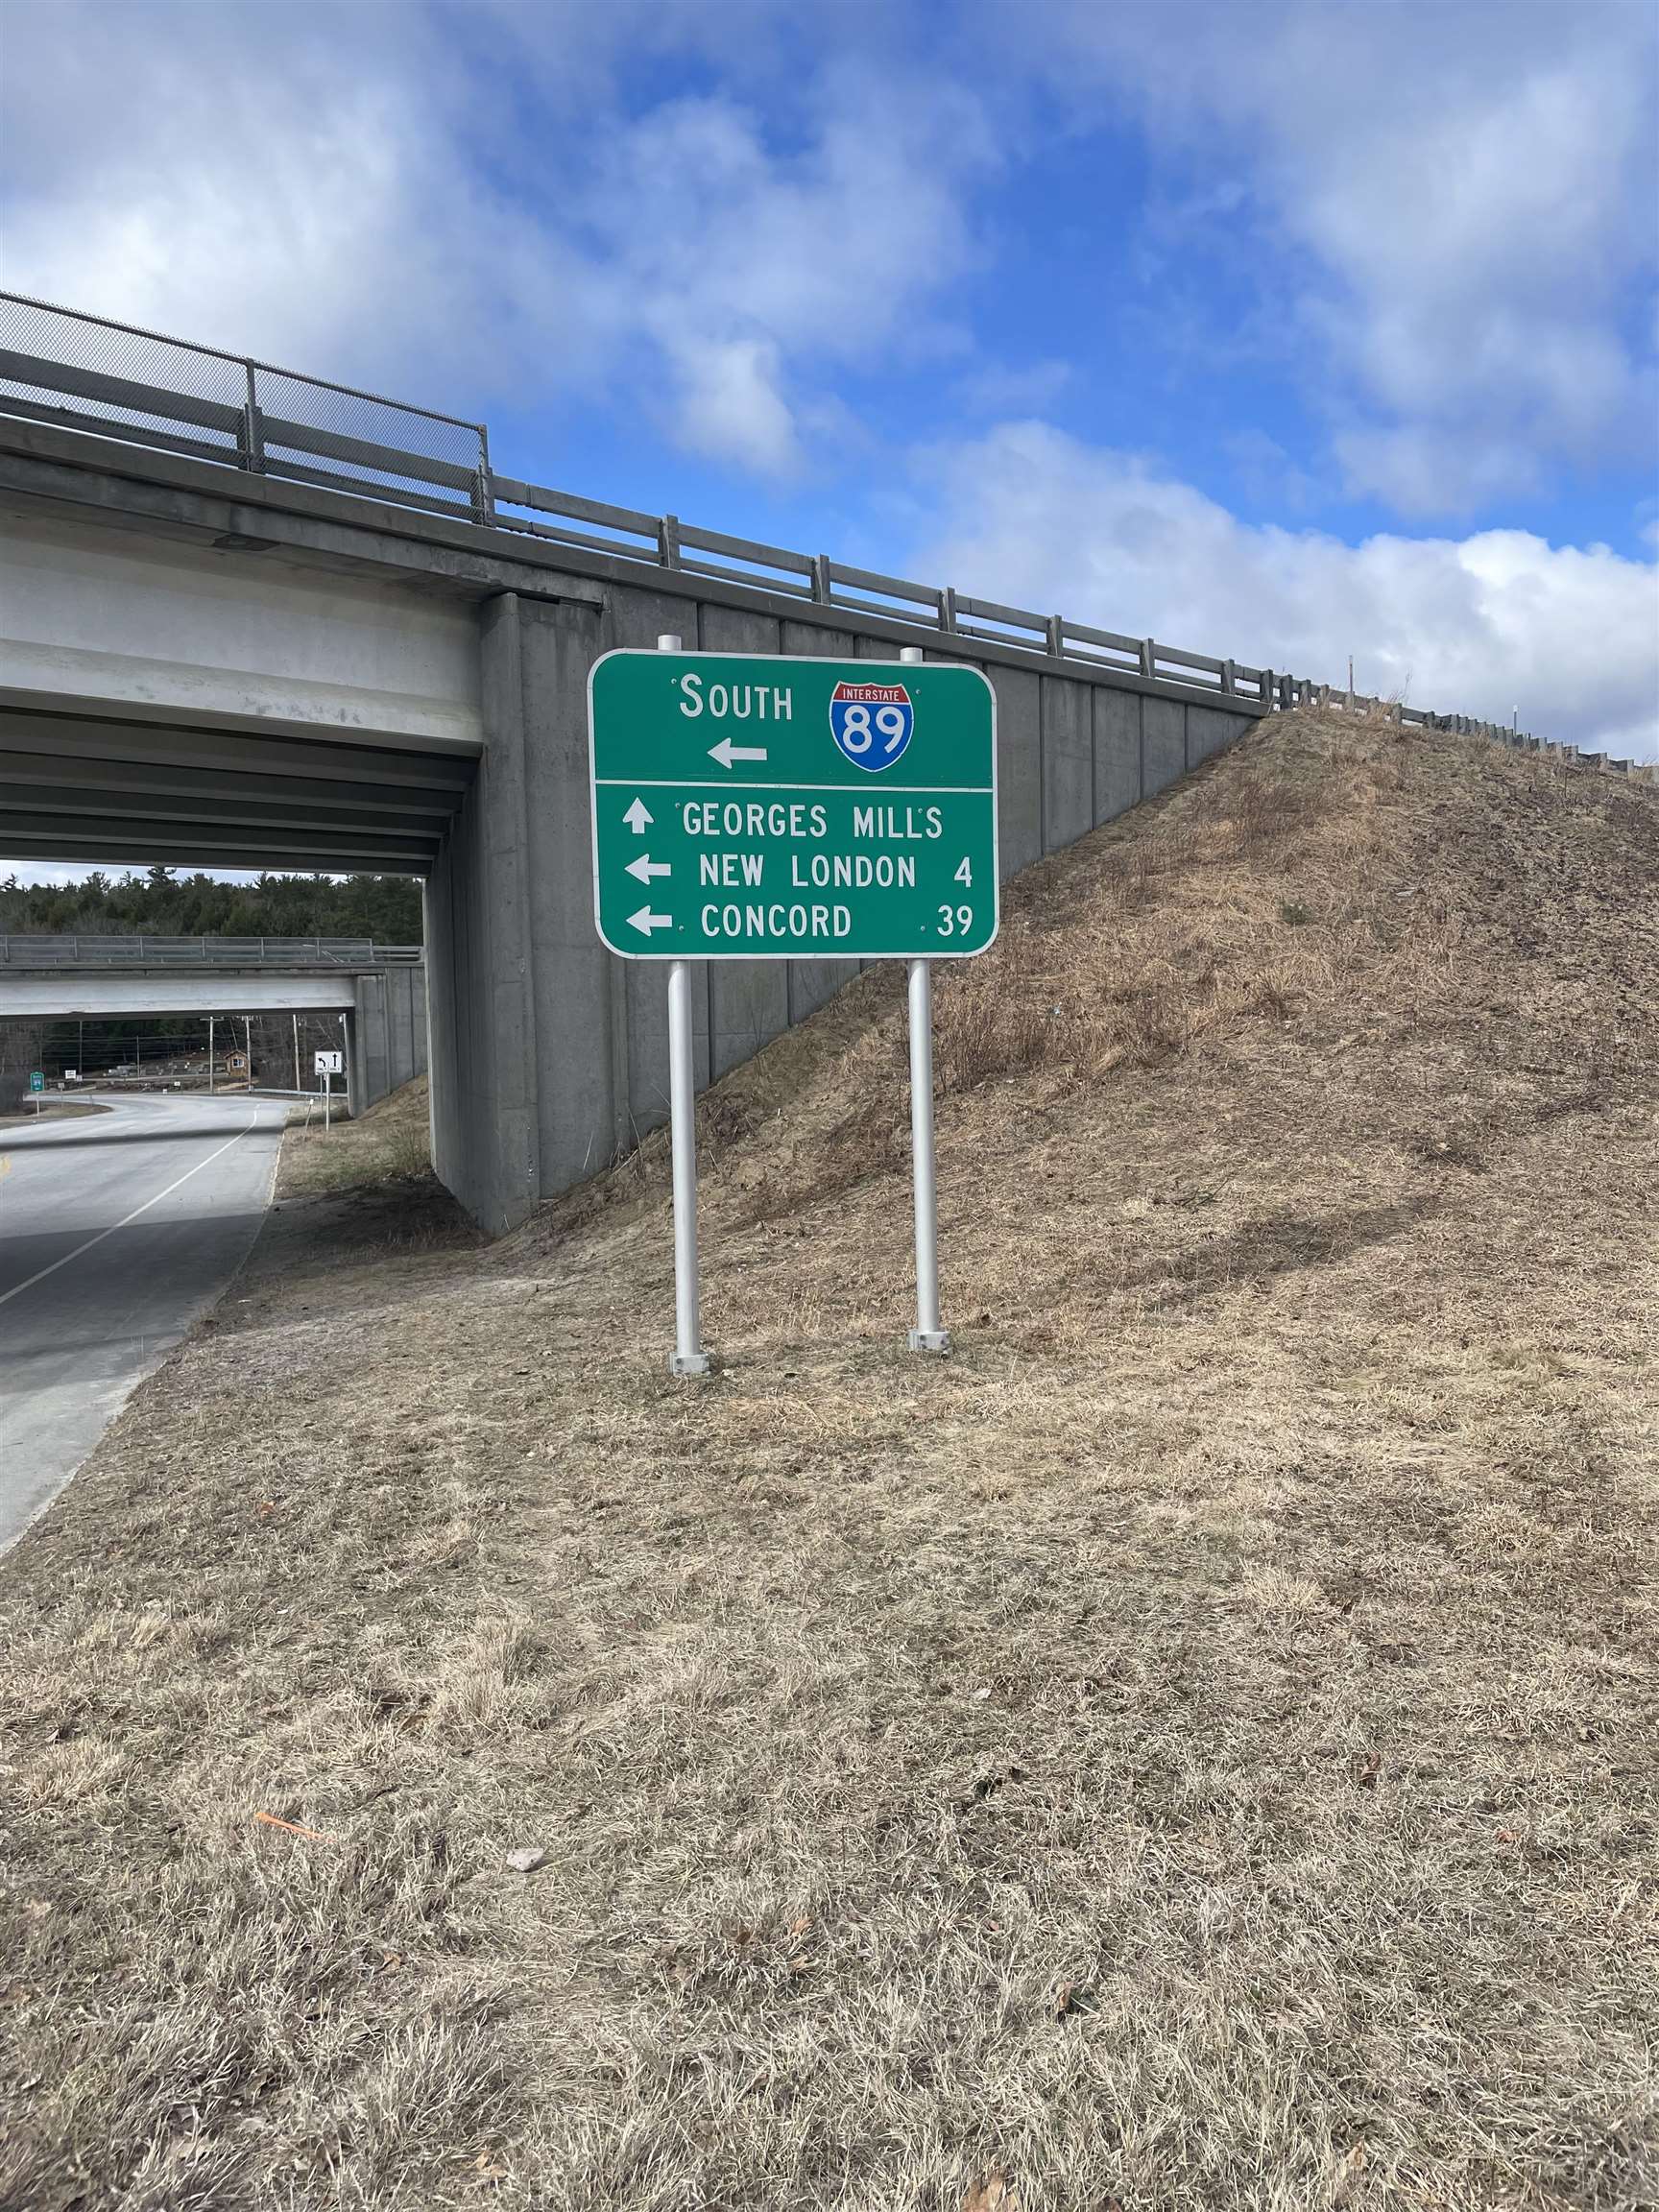 SOUTH
INTERSTATE
89
GEORGES MILLS
NEW LONDON 4
CONCORD 39